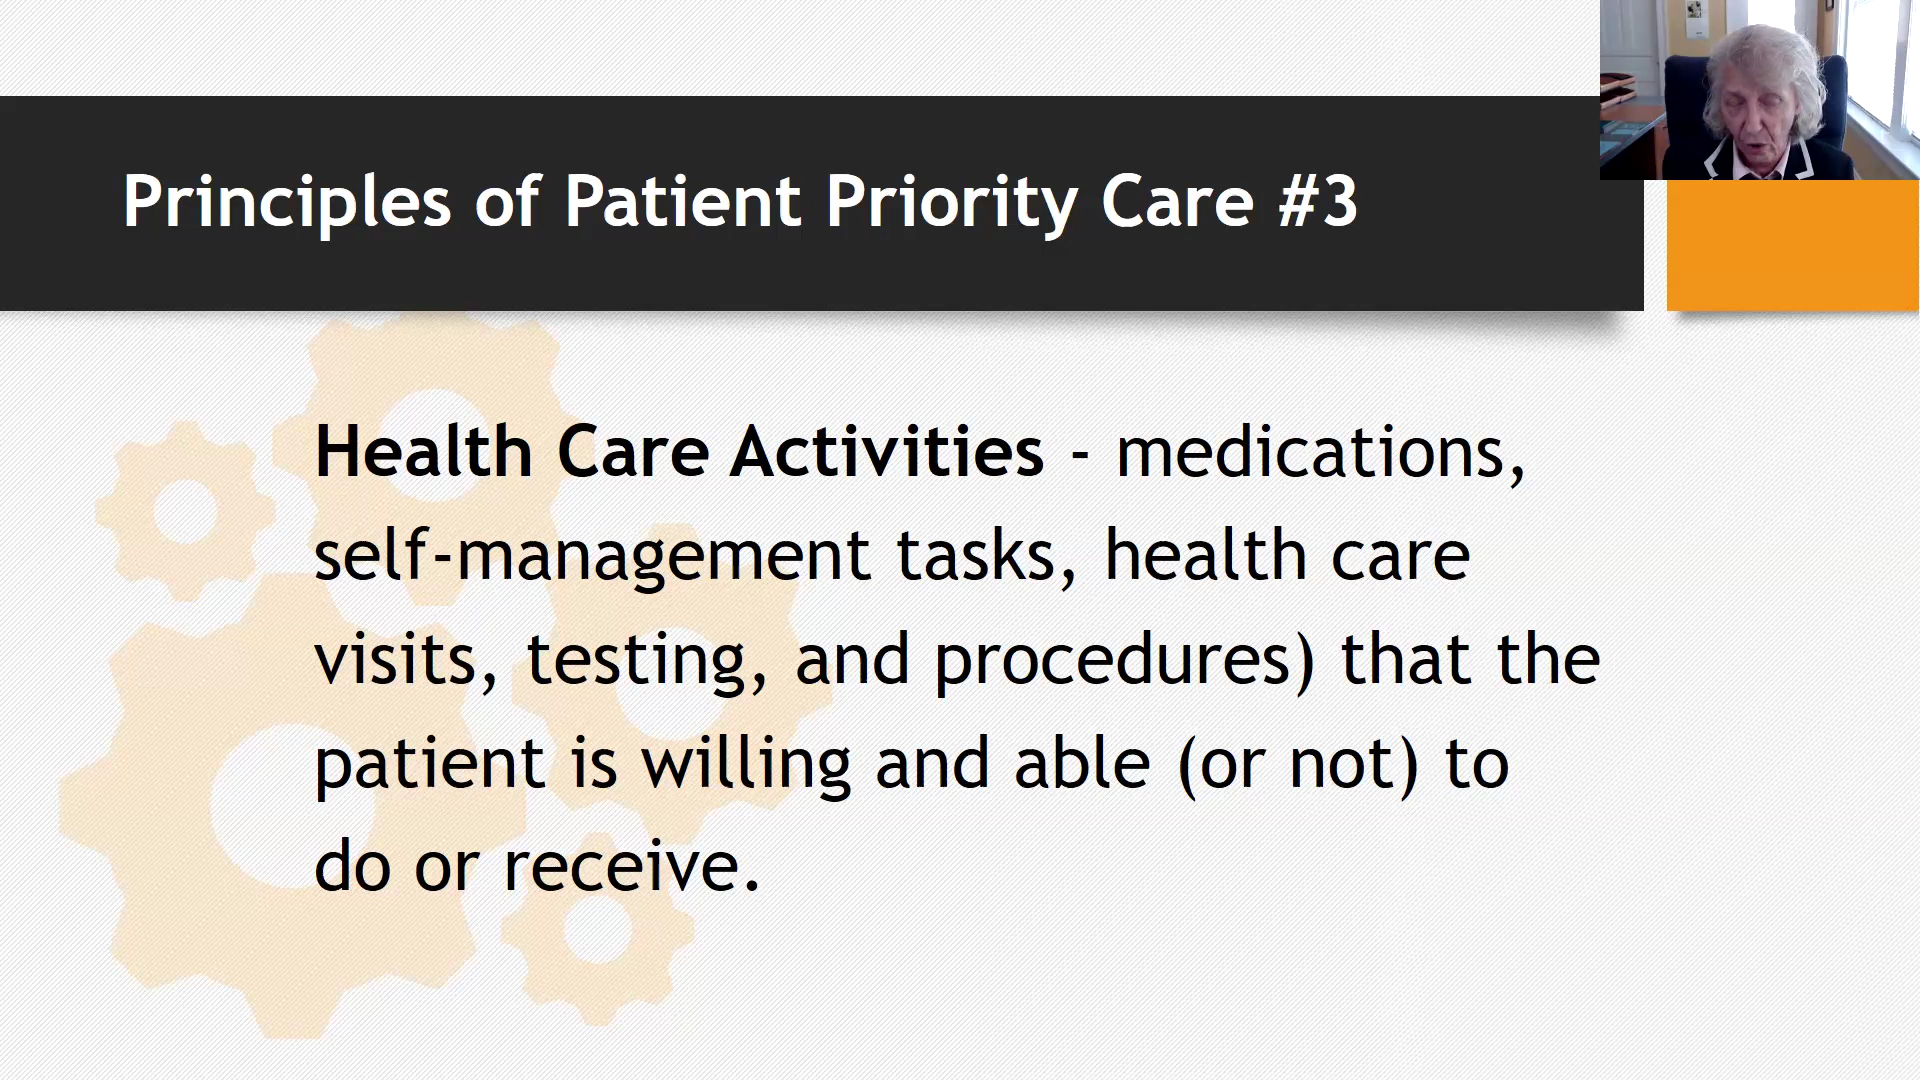 Principles of Patient Priority Care #3
Health Care Activities - medications,
self-management tasks, health care
visits, testing, and procedures) that the
patient is willing and able (or not) to
do or receive.